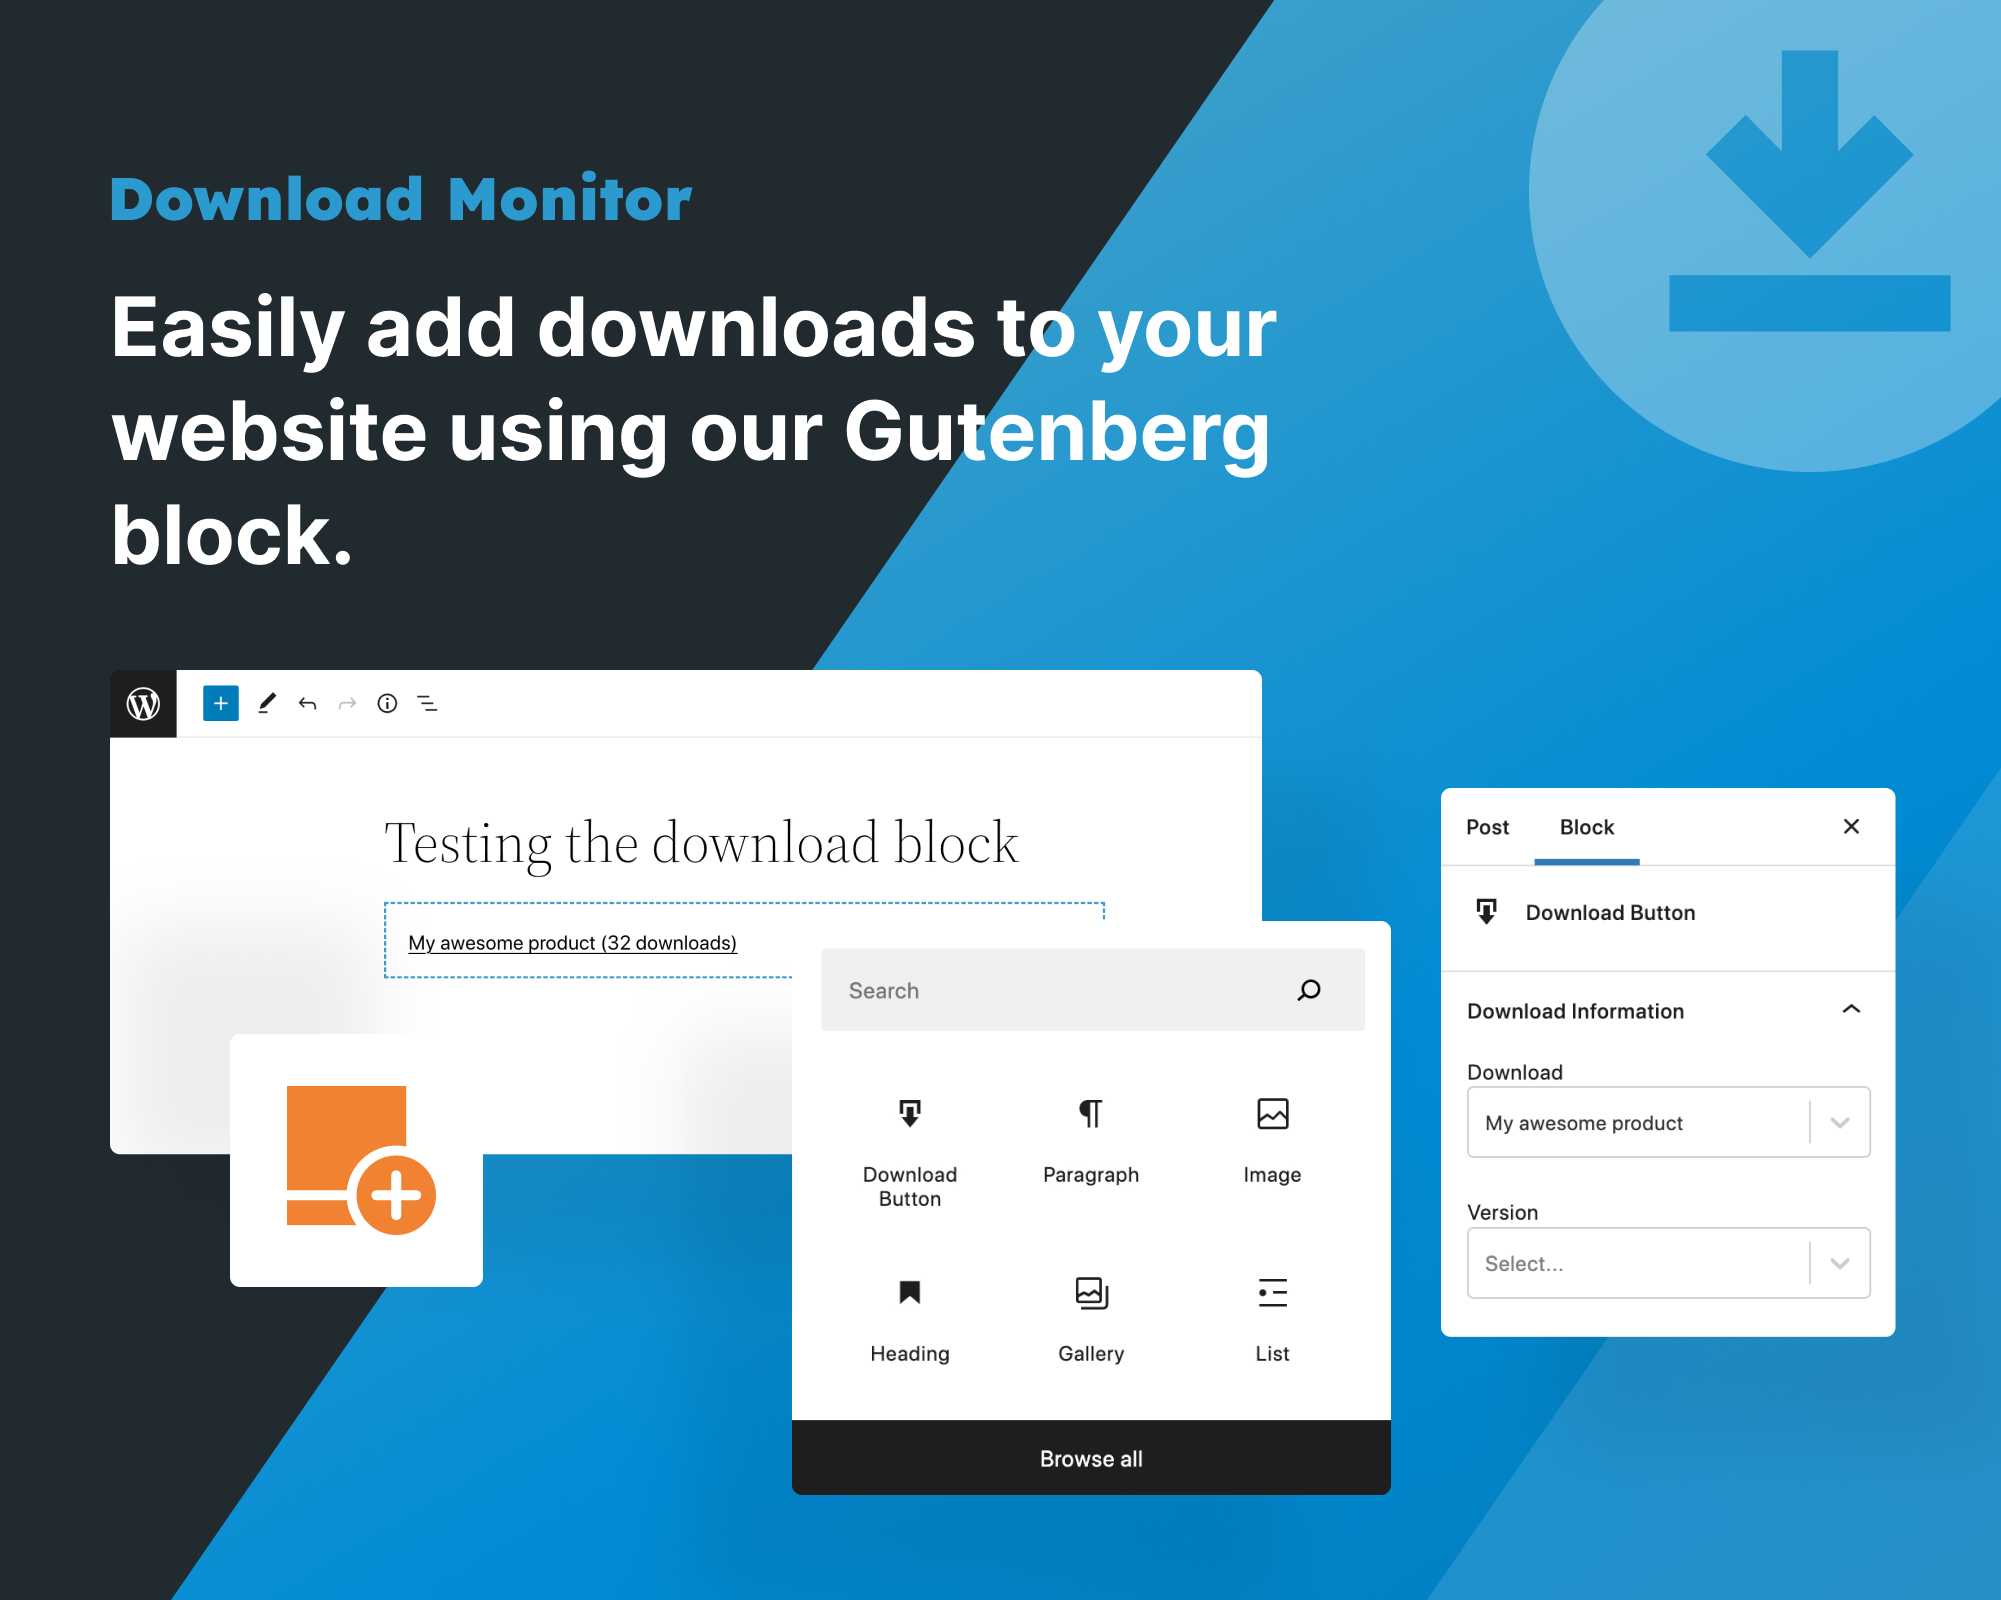 Download Monitor
Easily add downloads to your
website using our Gutenberg
block.
Testing the download block
My awesome product (32 downloads)
Search
Download
Button
Paragraph
Image
Heading
Gallery
List
Browse all
Post
Block
Download Button
Download Information
Download
My awesome product
Version
Select...